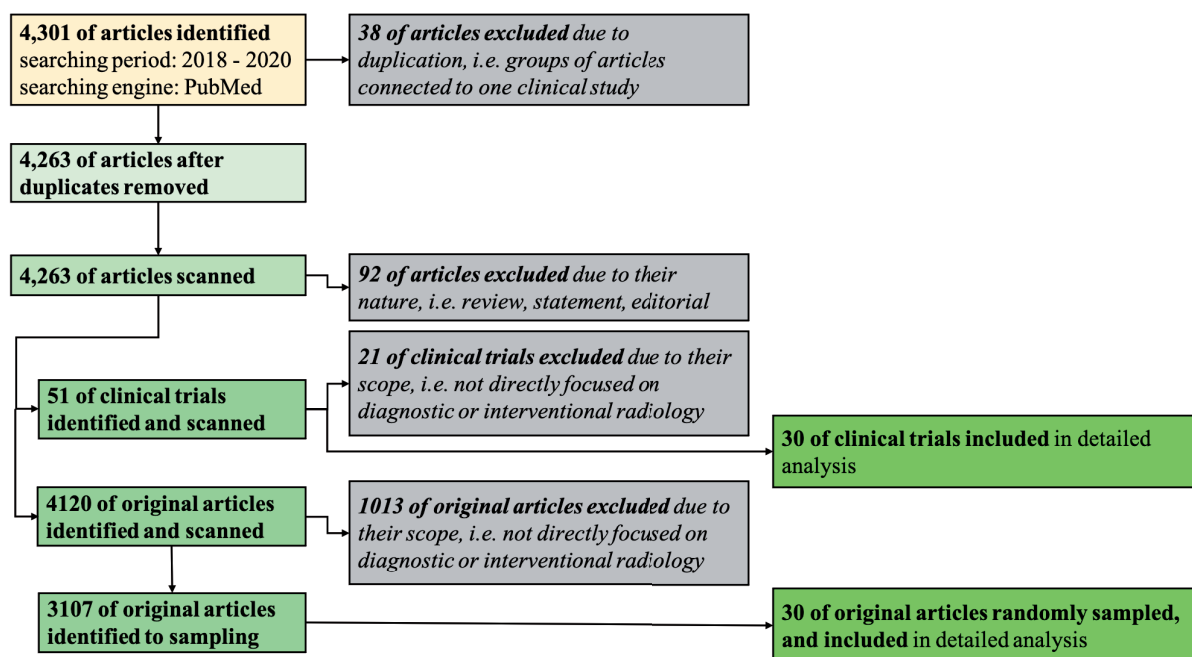 4,301 of articles identified
searching period: 2018 - 2020
searching engine: PubMed
38 of articles excluded due to
duplication, i.e. groups of articles
connected to one clinical study
4,263 of articles after
duplicates removed
4,263 of articles scanned
92 of articles excluded due to their
nature, i.e. review, statement, editorial
21 of clinical trials excluded due to their
scope, i.e. not directly focused on
diagnostic or interventional radiology
51 of clinical trials
identified and scanned
30 of clinical trials included in detailed
analysis
4120 of original articles
identified and scanned
1013 of original articles excluded due to
their scope, i.e. not directly focused on
diagnostic or interventional radiology
3107 of original articles
identified to sampling
30 of original articles randomly sampled,
and included in detailed analysis